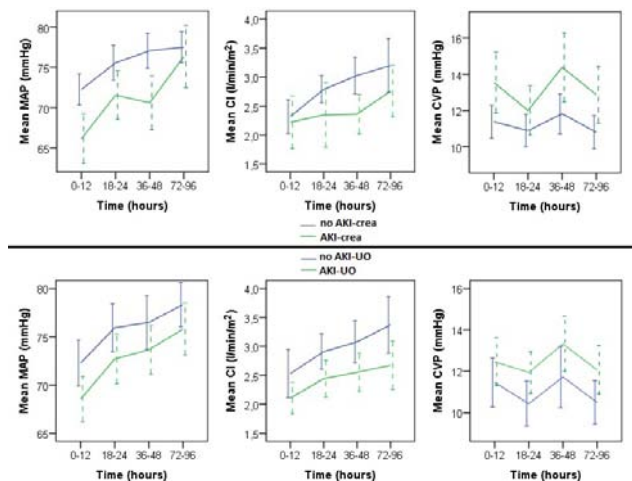 Mean MAP (mmHg)
80
75
70
65
0-12 18-24 36-48 72-96
Time (hours)
Mean CI (l/min/m²)
4,0
3,5
3,0
2,5
2,0
1,5
0-12 18-24 36-48 72-96
Time (hours)
Mean CVP (mmHg)
16
14
12
10
0-12 18-24 36-48 72-96
Time (hours)
no AKI-crea
AKI-crea
no AKI-UO
AKI-UO
Mean MAP (mmHg)
80
75
70
65
0-12 18-24 36-48 72-96
Time (hours)
Mean CI (l/min/m²)
4,0
3,5
3,0
2,5
2,0
1,5
0-12 18-24 36-48 72-96
Time (hours)
Mean CVP (mmHg)
16
14
12
10
0-12 18-24 36-48 72-96
Time (hours)